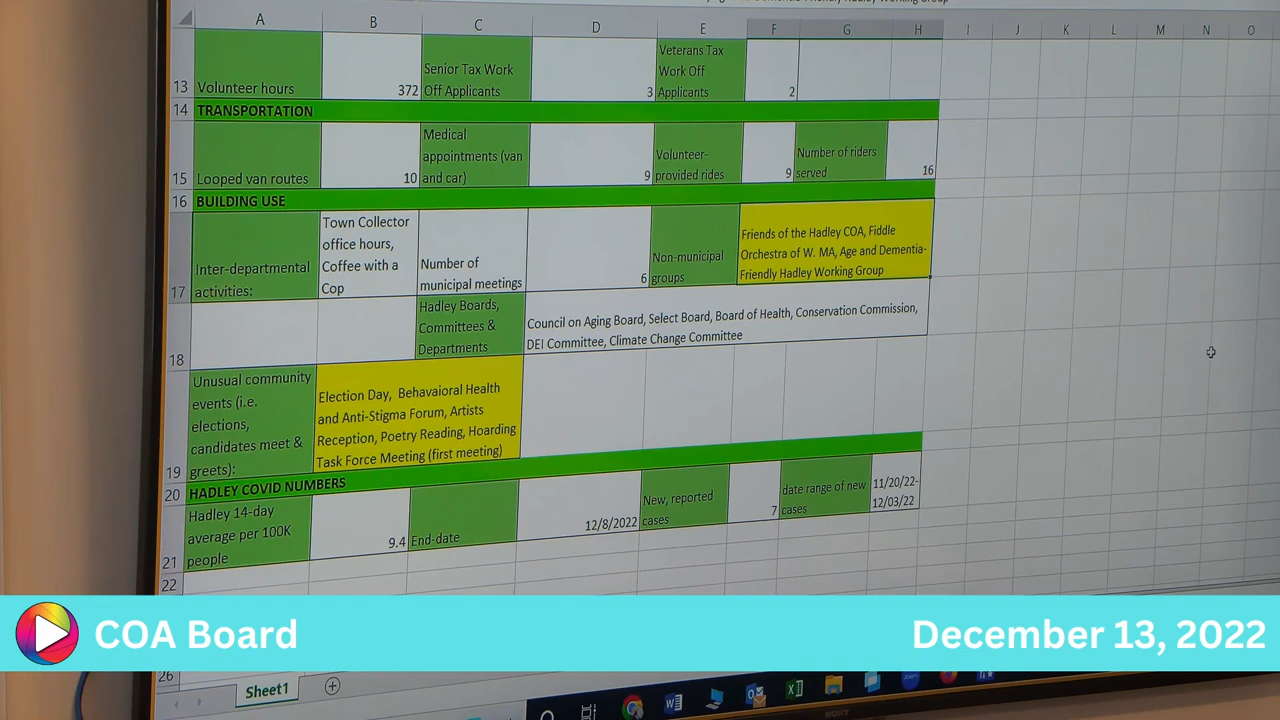 A B C D E F G H I J K L M N O
13 Volunteer hours 372 Senior Tax Work Off Applicants 3 Veterans Tax Work Off Applicants 2
14 TRANSPORTATION
15 Looped van routes 10 Medical appointments (van and car) 9 Volunteer-provided rides 9 Number of riders served 16
16 BUILDING USE
17 Inter-departmental activities: Town Collector office hours, Coffee with a Cop Number of municipal meetings 6 Non-municipal groups Friends of the Hadley COA, Fiddle Orchestra of W. MA, Age and Dementia-Friendly Hadley Working Group
18 Hadley Boards, Committees & Departments Council on Aging Board, Select Board, Board of Health, Conservation Commission, DEI Committee, Climate Change Committee
19 Unusual community events (i.e. elections, candidates meet & greets): Election Day, Behavaioral Health and Anti-Stigma Forum, Artists Reception, Poetry Reading, Hoarding Task Force Meeting (first meeting)
20 HADLEY COVID NUMBERS
21 Hadley 14-day average per 100K people 9.4 End-date 12/8/2022 New, reported cases 7 date range of new cases 11/20/22-12/03/22
22
COA Board December 13, 2022
26
Sheet1
SONY